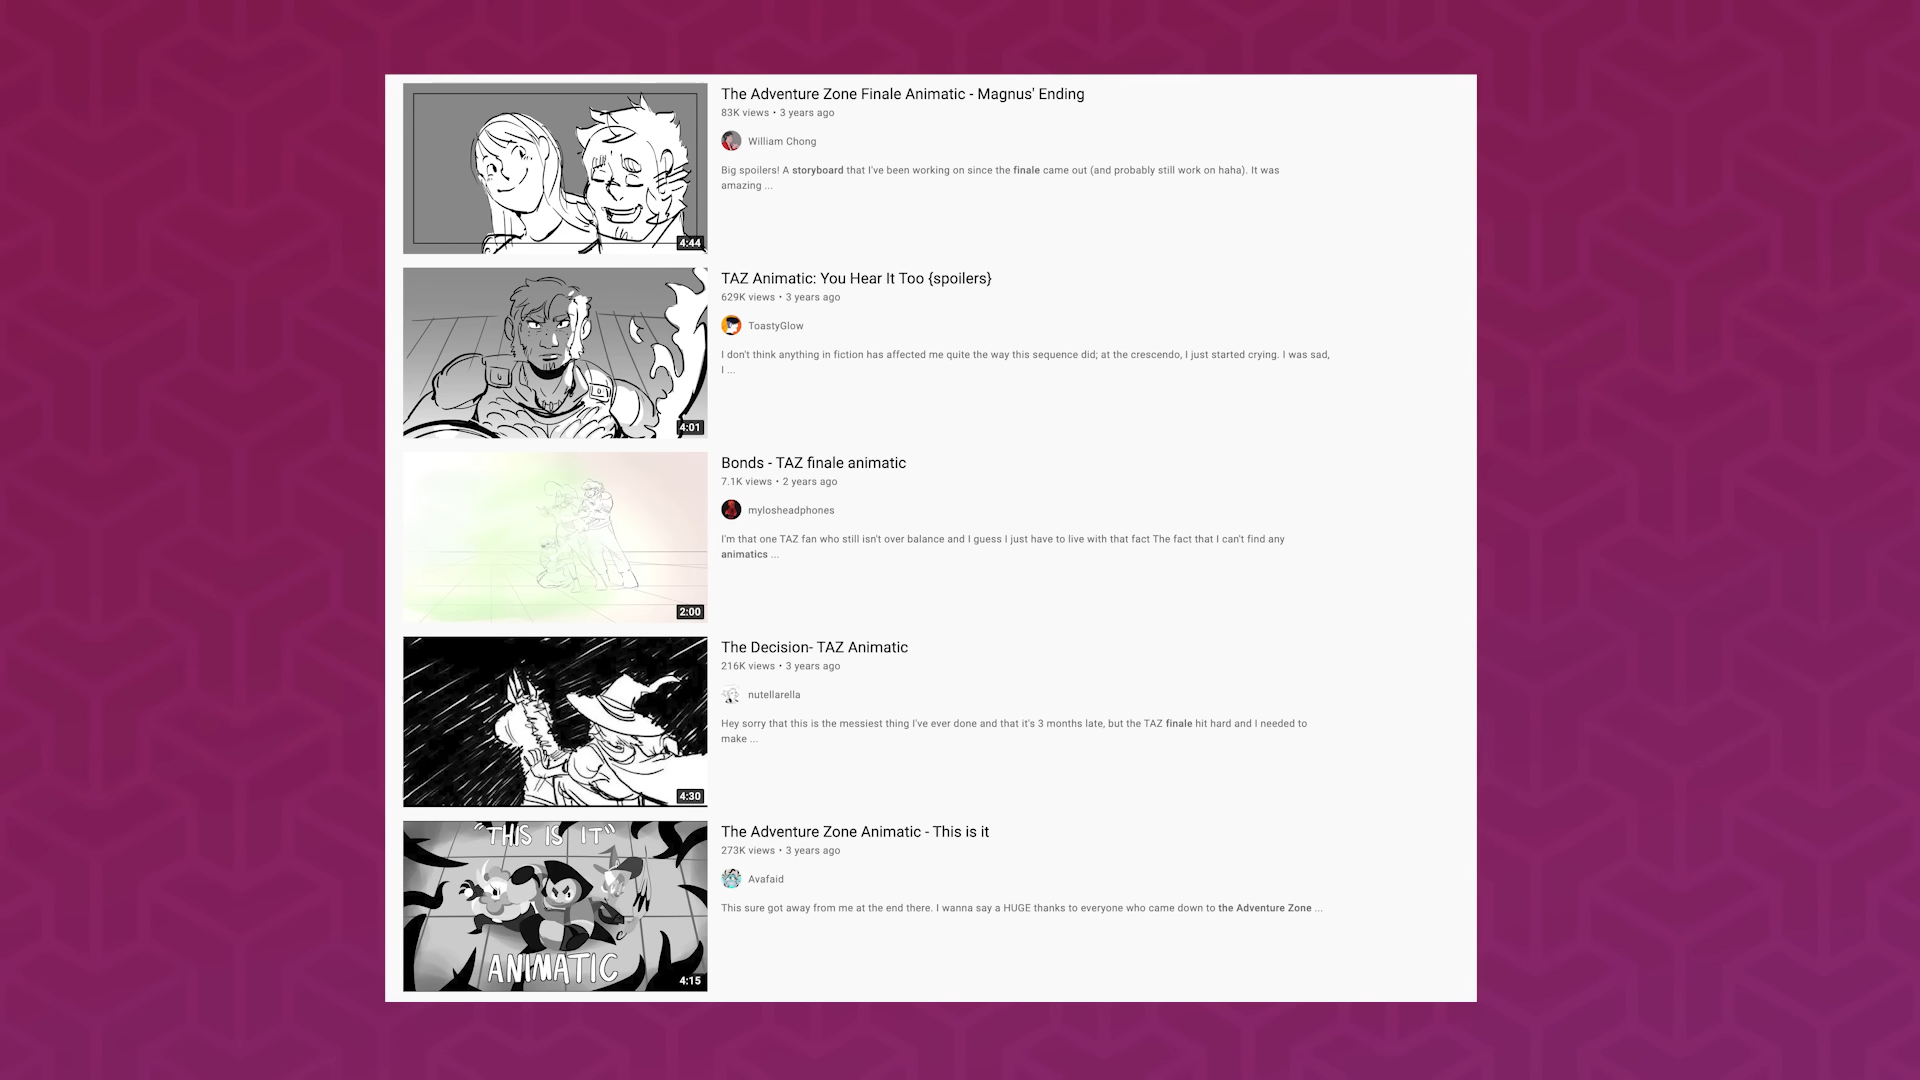 The Adventure Zone Finale Animatic - Magnus' Ending
83K views • 3 years ago
William Chong
Big spoilers! A storyboard that I've been working on since the finale came out (and probably still work on haha). It was
amazing ...
4:44
TAZ Animatic: You Hear It Too {spoilers}
629K views • 3 years ago
ToastyGlow
I don't think anything in fiction has affected me quite the way this sequence did; at the crescendo, I just started crying. I was sad,
I ...
4:01
Bonds - TAZ finale animatic
7.1K views • 2 years ago
mylosheadphones
I'm that one TAZ fan who still isn't over balance and I guess I just have to live with that fact The fact that I can't find any
animatics ...
2:00
The Decision- TAZ Animatic
216K views • 3 years ago
nutellarella
Hey sorry that this is the messiest thing I've ever done and that it's 3 months late, but the TAZ finale hit hard and I needed to
make ...
4:30
"THIS IS IT"
ANIMATIC
4:15
The Adventure Zone Animatic - This is it
273K views • 3 years ago
Avafaid
This sure got away from me at the end there. I wanna say a HUGE thanks to everyone who came down to the Adventure Zone ...